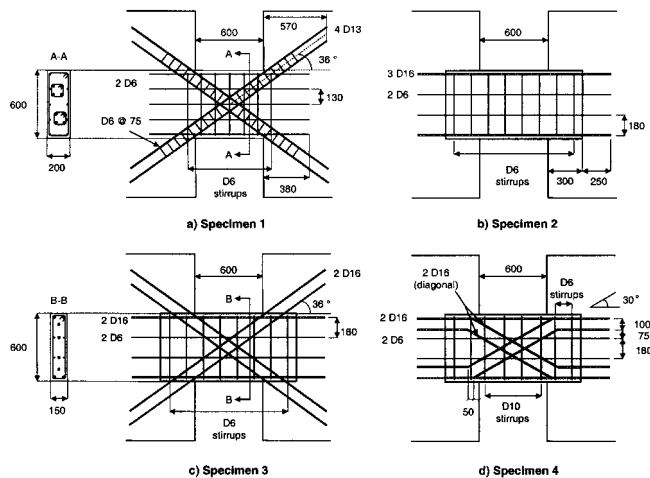 600
570
4 D13
A-A
A
36 °
2 D6
130
600
D6 @ 75
A
200
380
D6
stirrups
a) Specimen 1
600
3 D16
2 D6
180
D6
stirrups
300
250
b) Specimen 2
600
2 D16
B-B
B
36 °
2 D16
2 D6
180
600
B
150
D6
stirrups
c) Specimen 3
2 D16
(diagonal)
600
D6
stirrups
30°
2 D16
100
75
2 D6
180
50
D10
stirrups
d) Specimen 4